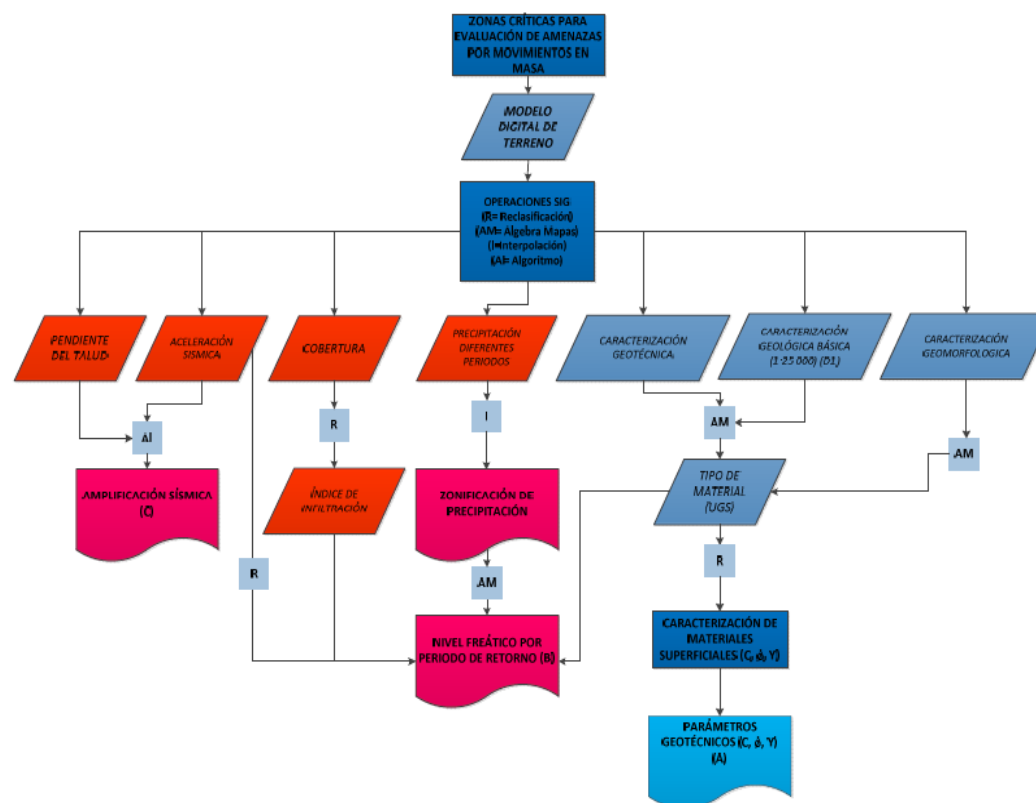 ZONAS CRÍTICAS PARA
EVALUACIÓN DE AMENAZAS
POR MOVIMIENTOS EN
MASA
MODELO
DIGITAL DE
TERRENO
OPERACIONES SIG
(R= Reclasificación)
(AM= Algebra Mapas)
(I=Interpolación)
(Al= Algoritmo)
PENDIENTE
DEL TALUD
ACELERACIÓN
SISMICA
COBERTURA
PRECIPITACIÓN
DIFERENTES
PERIODOS
CARACTERIZACIÓN
GEOTÉCNICA
CARACTERIZACIÓN
GEOLÓGICA BÁSICA
(1:25 000) (D1)
CARACTERIZACIÓN
GEOMORFOLOGICA
Al
R
I
AM
AM
AMPLIFICACIÓN SÍSMICA
(C)
ÍNDICE DE
INFILTRACIÓN
ZONIFICACIÓN DE
PRECIPITACIÓN
TIPO DE
MATERIAL
(UGS)
R
AM
R
NIVEL FREÁTICO POR
PERIODO DE RETORNO (B)
CARACTERIZACIÓN DE
MATERIALES
SUPERFICIALES (C, ϕ, Y)
PARÁMETROS
GEOTÉCNICOS (C, ϕ, Y)
(A)